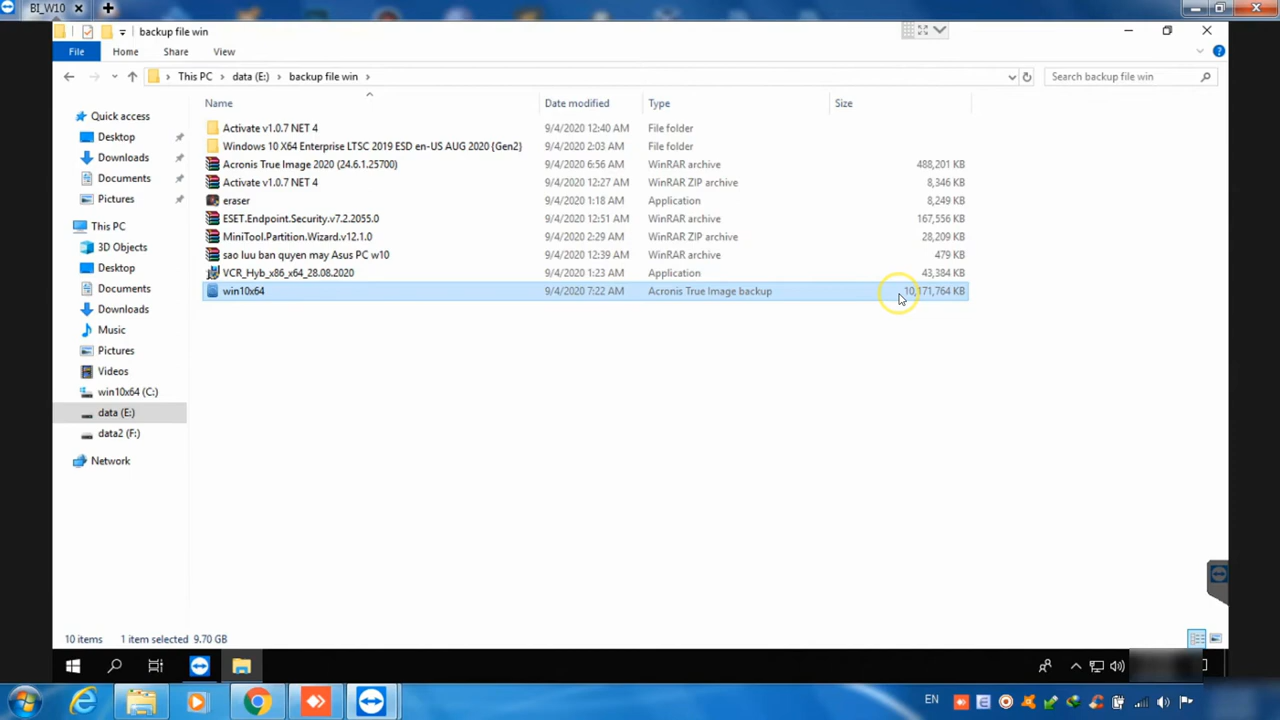 BI_W10
backup file win
File Home Share View
This PC > data (E:) > backup file win >
Search backup file win
Name Date modified Type Size
Quick access
Desktop
Downloads
Documents
Pictures
This PC
3D Objects
Desktop
Documents
Downloads
Music
Pictures
Videos
win10x64 (C:)
data (E:)
data2 (F:)
Network
Activate v1.0.7 NET 4 9/4/2020 12:40 AM File folder
Windows 10 X64 Enterprise LTSC 2019 ESD en-US AUG 2020 {Gen2} 9/4/2020 2:03 AM File folder
Acronis True Image 2020 (24.6.1.25700) 9/4/2020 6:56 AM WinRAR archive 488,201 KB
Activate v1.0.7 NET 4 9/4/2020 12:27 AM WinRAR ZIP archive 8,346 KB
eraser 9/4/2020 1:18 AM Application 8,249 KB
ESET.Endpoint.Security.v7.2.2055.0 9/4/2020 12:51 AM WinRAR archive 167,556 KB
MiniTool.Partition.Wizard.v12.1.0 9/4/2020 2:29 AM WinRAR ZIP archive 28,209 KB
sao luu ban quyen may Asus PC w10 9/4/2020 12:39 AM WinRAR archive 479 KB
VCR_Hyb_x86_x64_28.08.2020 9/4/2020 1:23 AM Application 43,384 KB
win10x64 9/4/2020 7:22 AM Acronis True Image backup 10,171,764 KB
10 items 1 item selected 9.70 GB
EN